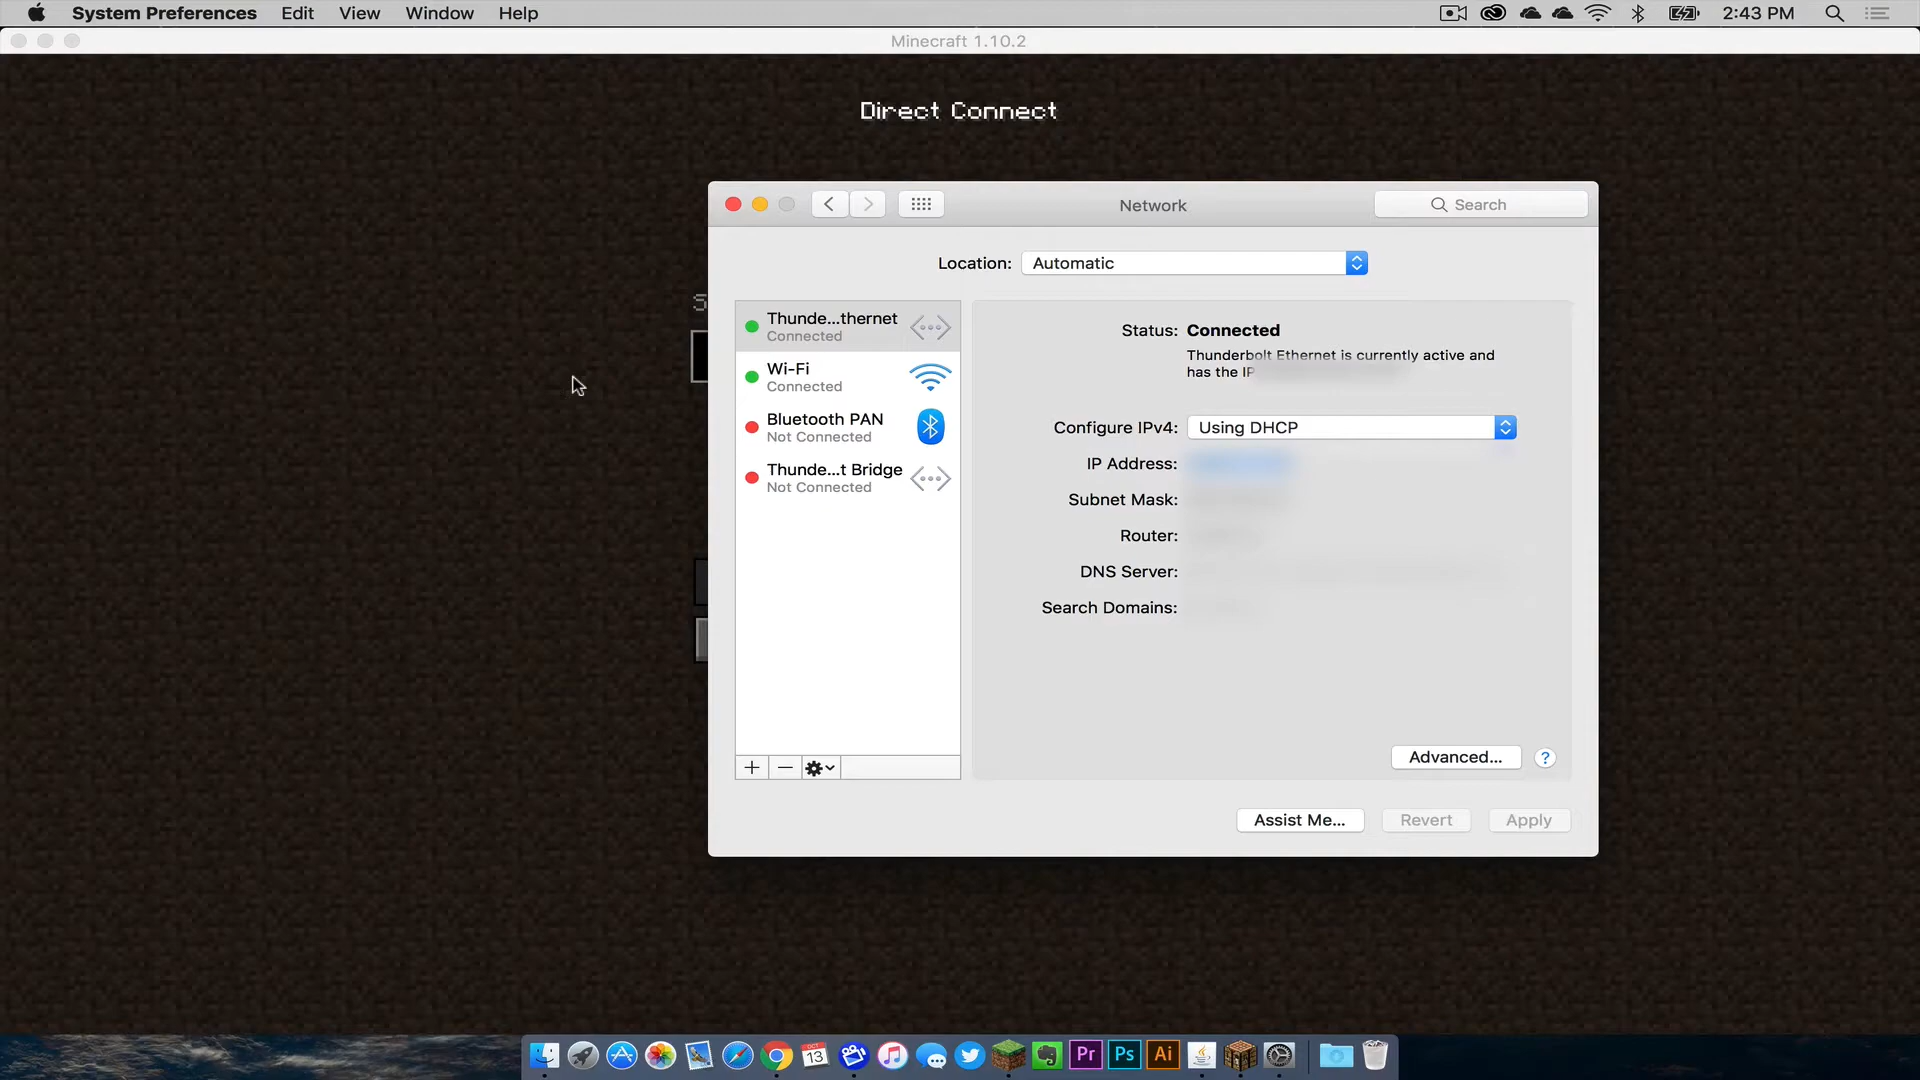 System Preferences Edit View Window Help 2:43 PM
Minecraft 1.10.2
Direct Connect
Network
Search
Location: Automatic
Thunde...thernet
Connected
Wi-Fi
Connected
Bluetooth PAN
Not Connected
Thunde...t Bridge
Not Connected
Status: Connected
Thunderbolt Ethernet is currently active and
has the IP
Configure IPv4: Using DHCP
IP Address:
Subnet Mask:
Router:
DNS Server:
Search Domains:
Advanced... ?
Assist Me... Revert Apply
OCT
13
Pr Ps Ai